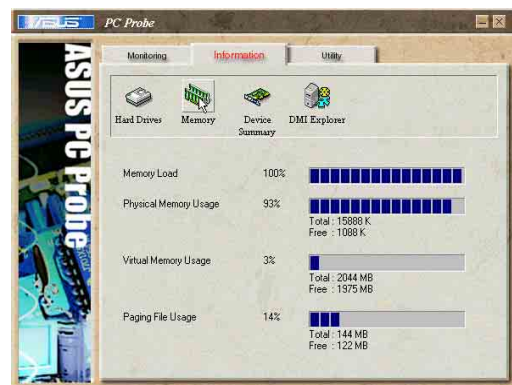 ASUS
PC Probe
ASUS PC Probe
Monitoring
Information
Utility
Hard Drives
Memory
Device
Summary
DMI Explorer
Memory Load
100%
Physical Memory Usage
93%
Total : 15888 K
Free : 1088 K
Virtual Memory Usage
3%
Total : 2044 MB
Free : 1975 MB
Paging File Usage
14%
Total : 144 MB
Free : 122 MB